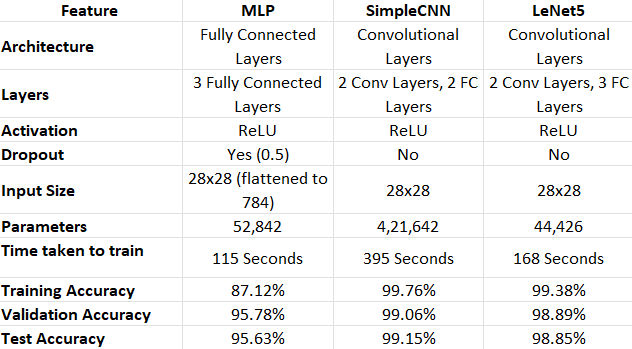 Feature MLP SimpleCNN LeNet5
Architecture Fully Connected Layers Convolutional Layers Convolutional Layers
Layers 3 Fully Connected Layers 2 Conv Layers, 2 FC Layers 2 Conv Layers, 3 FC Layers
Activation ReLU ReLU ReLU
Dropout Yes (0.5) No No
Input Size 28x28 (flattened to 784) 28x28 28x28
Parameters 52,842 4,21,642 44,426
Time taken to train 115 Seconds 395 Seconds 168 Seconds
Training Accuracy 87.12% 99.76% 99.38%
Validation Accuracy 95.78% 99.06% 98.89%
Test Accuracy 95.63% 99.15% 98.85%